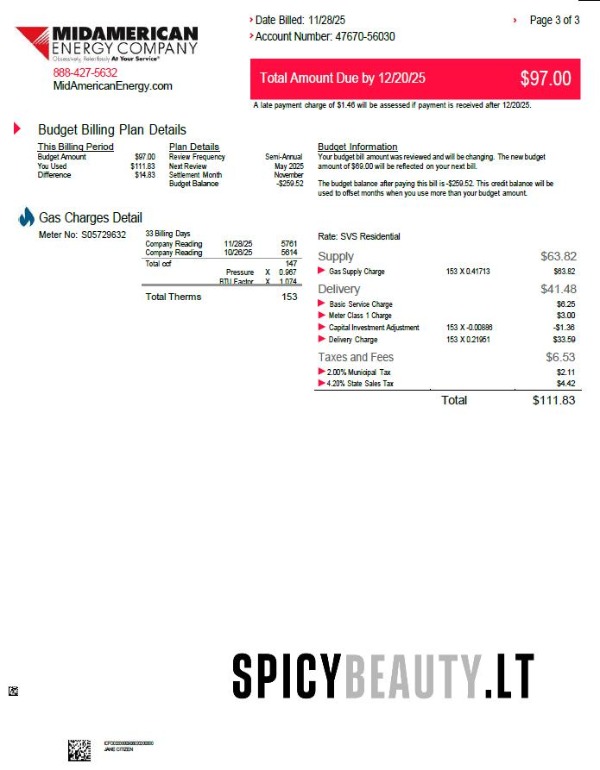 MIDAMERICAN
ENERGY COMPANY
Obsessively, Relentlessly At Your Service®
888-427-5632
MidAmericanEnergy.com
Date Billed: 11/28/25
Page 3 of 3
Account Number: 47670-56030
Total Amount Due by 12/20/25 $97.00
A late payment charge of $1.46 will be assessed if payment is received after 12/20/25.
Budget Billing Plan Details
This Billing Period
Budget Amount $97.00
You Used $111.83
Difference $14.83
Plan Details
Review Frequency Semi-Annual
Next Review May 2025
Settlement Month November
Budget Balance -$259.52
Budget Information
Your budget bill amount was reviewed and will be changing. The new budget
amount of $69.00 will be reflected on your next bill.
The budget balance after paying this bill is -$259.52. This credit balance will be
used to offset months when you use more than your budget amount.
Gas Charges Detail
Meter No: S05729632
33 Billing Days
Company Reading 11/28/25 5761
Company Reading 10/26/25 5614
Total ccf 147
Pressure X 0.967
BTU Factor X 1.074
Total Therms 153
Rate: SVS Residential
Supply $63.82
Gas Supply Charge 153 X 0.41713 $63.82
Delivery $41.48
Basic Service Charge $6.25
Meter Class 1 Charge $3.00
Capital Investment Adjustment 153 X -0.00886 -$1.36
Delivery Charge 153 X 0.21951 $33.59
Taxes and Fees $6.53
2.00% Municipal Tax $2.11
4.20% State Sales Tax $4.42
Total $111.83
SPICYBEAUTY.LT
JANE CITIZEN